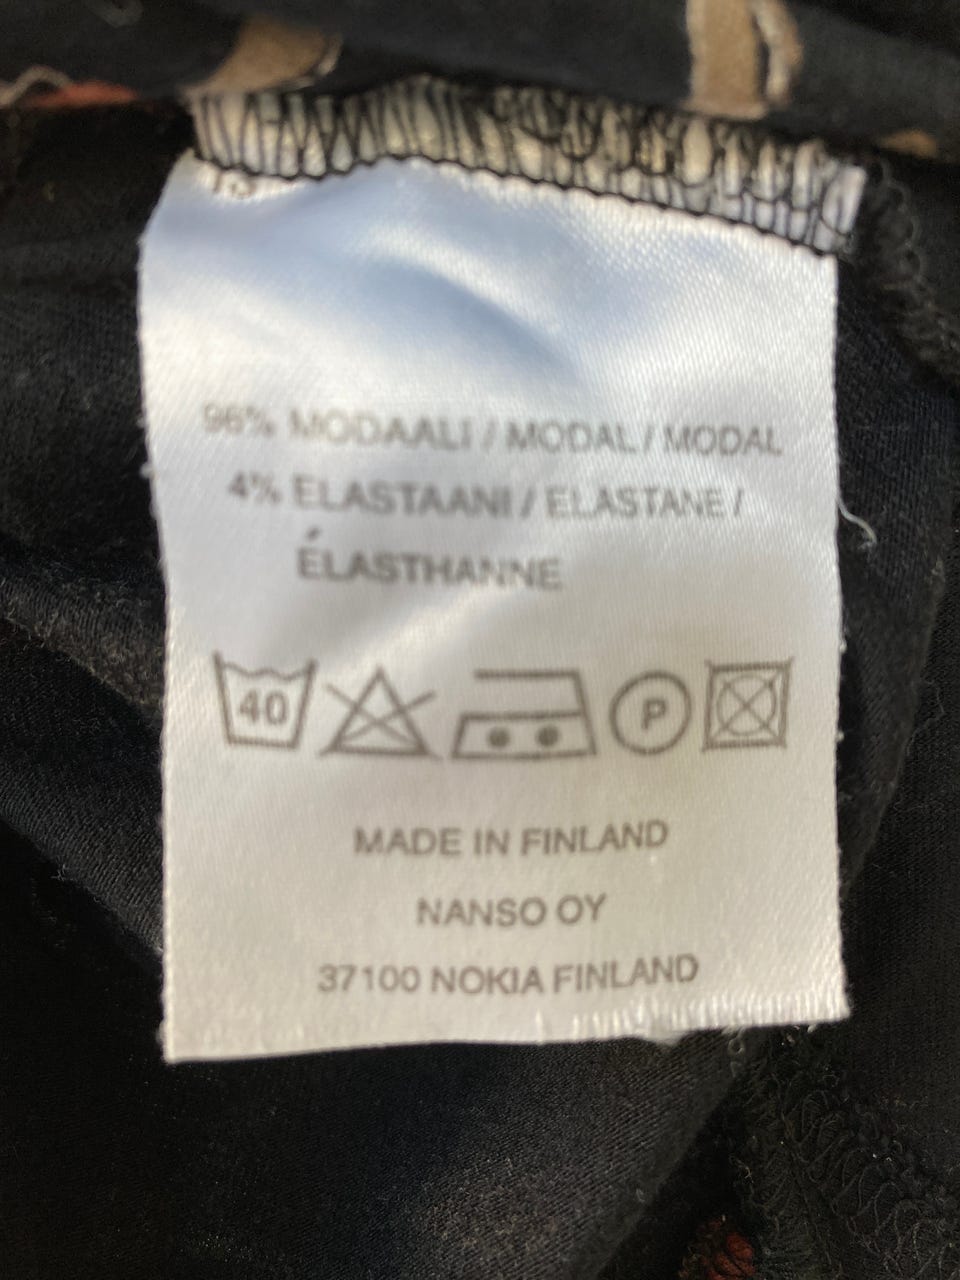 96% MODAALI / MODAL / MODAL
4% ELASTAANI / ELASTANE /
ÉLASTHANNE
40 P
MADE IN FINLAND
NANSO OY
37100 NOKIA FINLAND